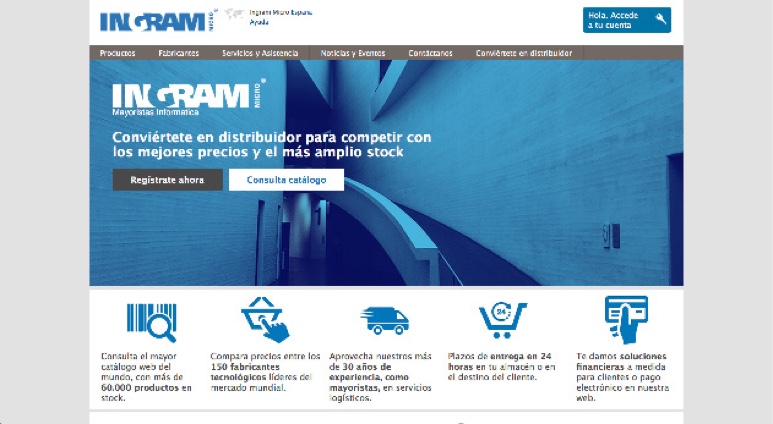 INGRAM MICRO
Ingram Micro España
Ayuda
Hola. Accede
a tu cuenta
Productos Fabricantes Servicios y Asistencia Noticias y Eventos Contáctanos Conviértete en distribuidor
INGRAM MICRO
Mayoristas Informatica
Conviértete en distribuidor para competir con
los mejores precios y el más amplio stock
Regístrate ahora Consulta catálogo
24
Consulta el mayor
catálogo web del
mundo, con más de
60.000 productos en
stock.
Compara precios entre los
150 fabricantes
tecnológicos líderes del
mercado mundial.
Aprovecha nuestros más
de 30 años de
experiencia, como
mayoristas, en servicios
logísticos.
Plazos de entrega en 24
horas en tu almacén o en
el destino del cliente.
Te damos soluciones
financieras a medida
para clientes o pago
electrónico en nuestra
web.